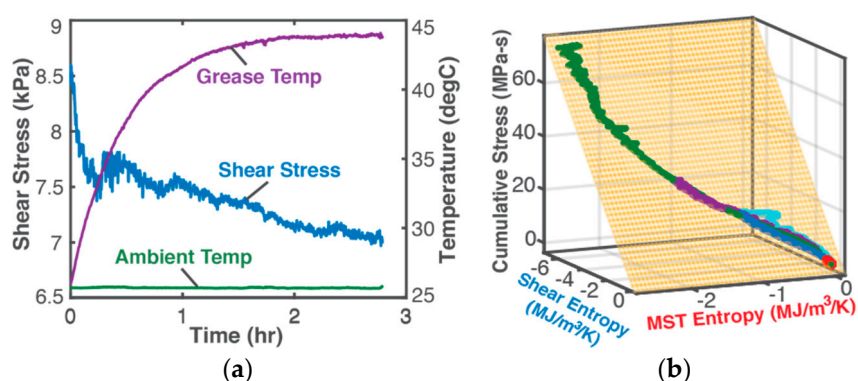 9
8.5
8
7.5
7
6.5
Shear Stress (kPa)
Grease Temp
Shear Stress
Ambient Temp
45
40
35
30
25
Temperature (degC)
0
1
2
3
Time (hr)
(a)
Cumulative Stress (MPa-s)
60
40
20
0
-6
-4
-2
0
Shear Entropy
(MJ/m³/K)
-2
-1
0
MST Entropy (MJ/m³/K)
(b)